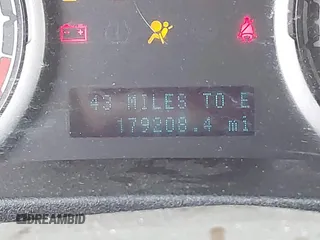 43 MILES TO E
179208.4 mi
DREAMBID